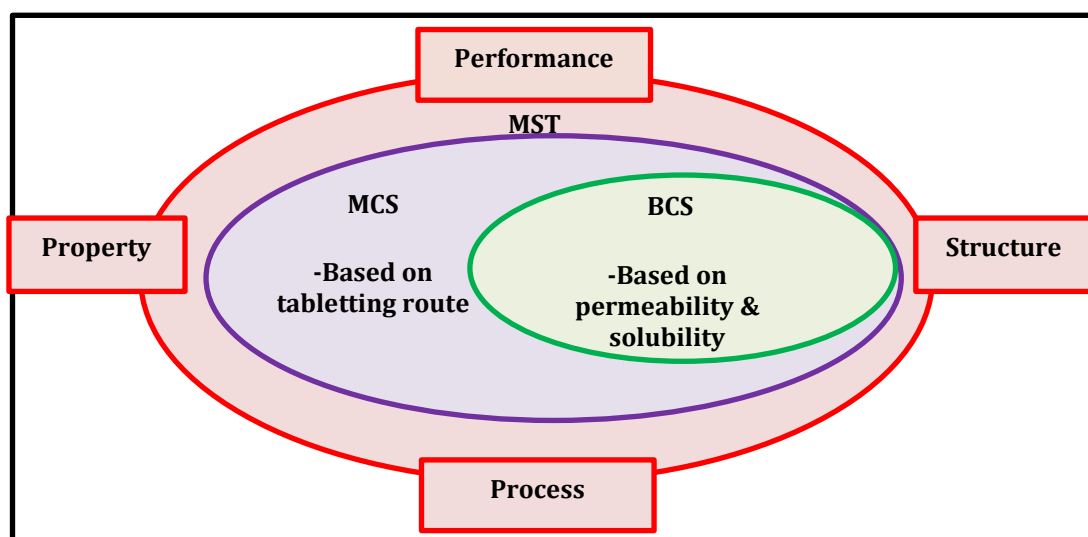 Performance
MST
MCS
BCS
Property
Structure
-Based on
tabletting route
-Based on
permeability &
solubility
Process